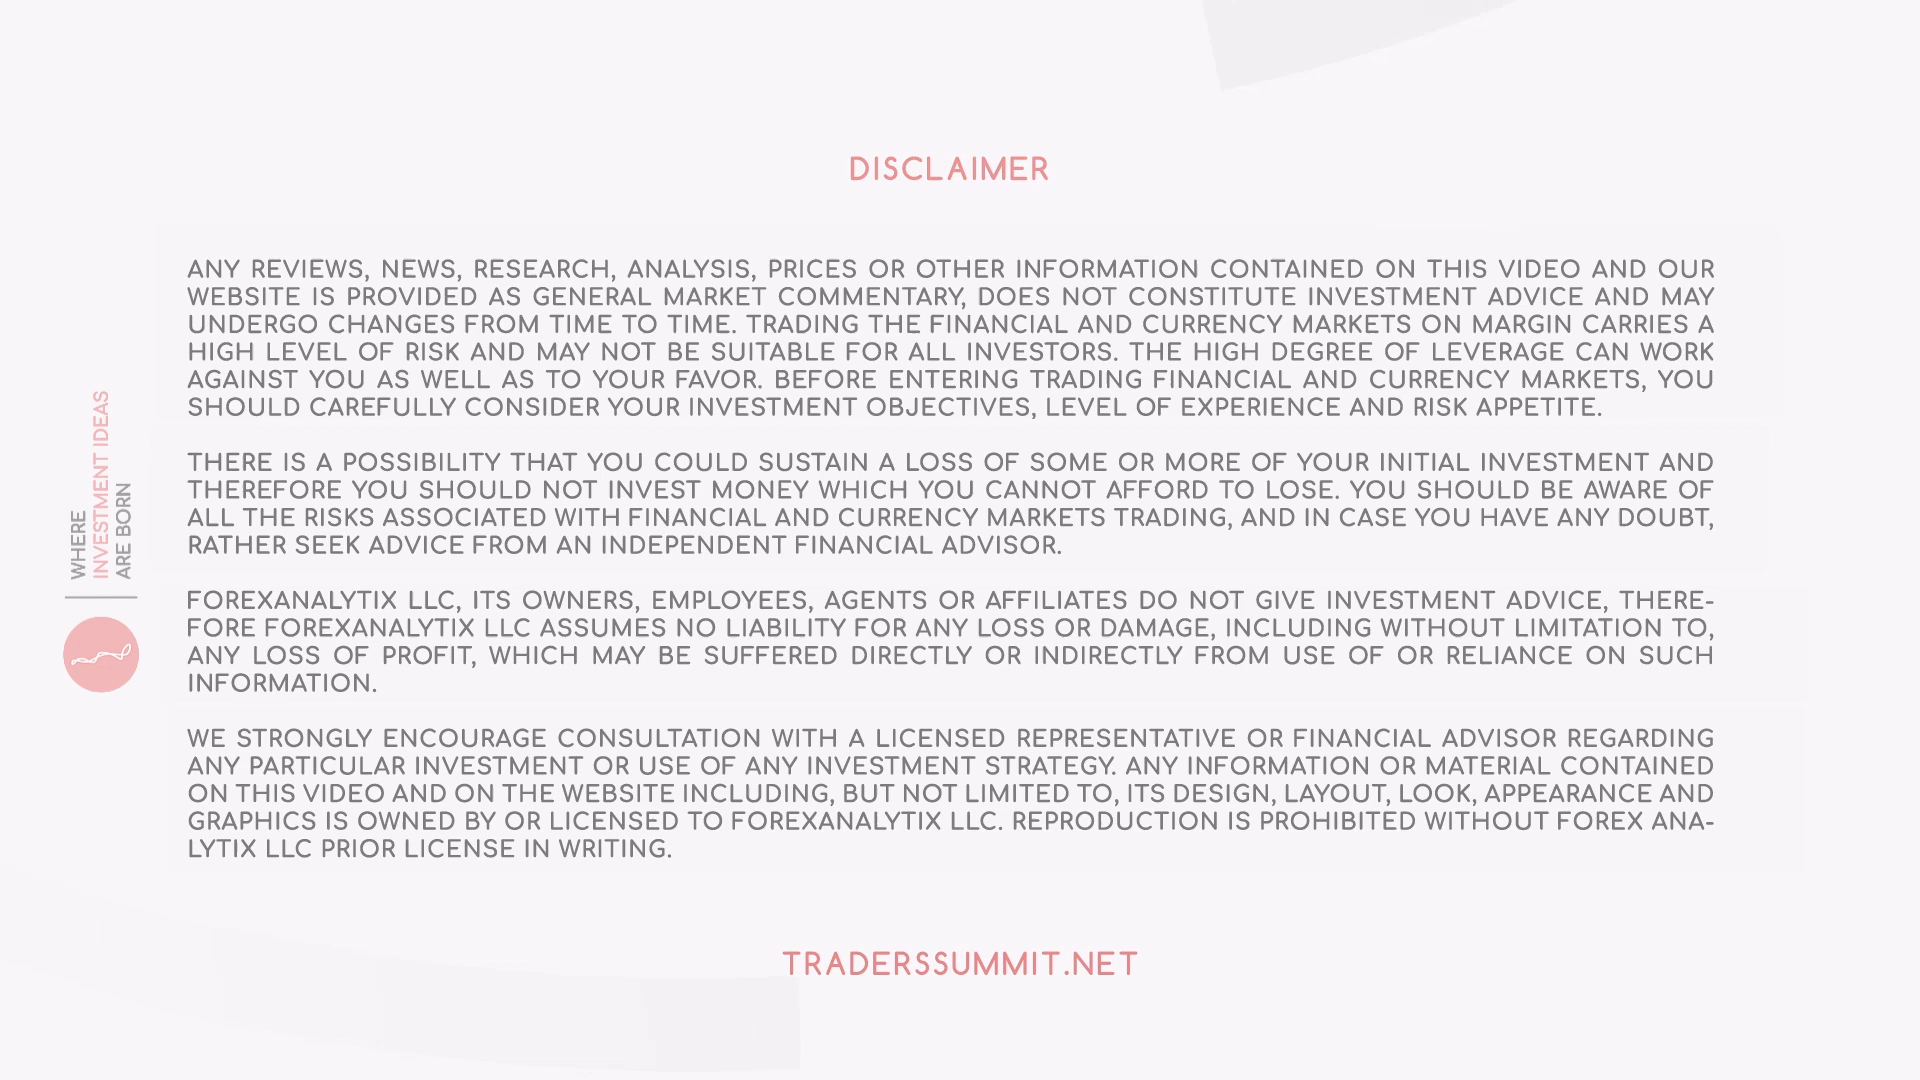 DISCLAIMER
ANY REVIEWS, NEWS, RESEARCH, ANALYSIS, PRICES OR OTHER INFORMATION CONTAINED ON THIS VIDEO AND OUR
WEBSITE IS PROVIDED AS GENERAL MARKET COMMENTARY, DOES NOT CONSTITUTE INVESTMENT ADVICE AND MAY
UNDERGO CHANGES FROM TIME TO TIME. TRADING THE FINANCIAL AND CURRENCY MARKETS ON MARGIN CARRIES A
HIGH LEVEL OF RISK AND MAY NOT BE SUITABLE FOR ALL INVESTORS. THE HIGH DEGREE OF LEVERAGE CAN WORK
AGAINST YOU AS WELL AS TO YOUR FAVOR. BEFORE ENTERING TRADING FINANCIAL AND CURRENCY MARKETS, YOU
SHOULD CAREFULLY CONSIDER YOUR INVESTMENT OBJECTIVES, LEVEL OF EXPERIENCE AND RISK APPETITE.
THERE IS A POSSIBILITY THAT YOU COULD SUSTAIN A LOSS OF SOME OR MORE OF YOUR INITIAL INVESTMENT AND
THEREFORE YOU SHOULD NOT INVEST MONEY WHICH YOU CANNOT AFFORD TO LOSE. YOU SHOULD BE AWARE OF
ALL THE RISKS ASSOCIATED WITH FINANCIAL AND CURRENCY MARKETS TRADING, AND IN CASE YOU HAVE ANY DOUBT,
RATHER SEEK ADVICE FROM AN INDEPENDENT FINANCIAL ADVISOR.
FOREXANALYTIX LLC, ITS OWNERS, EMPLOYEES, AGENTS OR AFFILIATES DO NOT GIVE INVESTMENT ADVICE, THERE-
FORE FOREXANALYTIX LLC ASSUMES NO LIABILITY FOR ANY LOSS OR DAMAGE, INCLUDING WITHOUT LIMITATION TO,
ANY LOSS OF PROFIT, WHICH MAY BE SUFFERED DIRECTLY OR INDIRECTLY FROM USE OF OR RELIANCE ON SUCH
INFORMATION.
WE STRONGLY ENCOURAGE CONSULTATION WITH A LICENSED REPRESENTATIVE OR FINANCIAL ADVISOR REGARDING
ANY PARTICULAR INVESTMENT OR USE OF ANY INVESTMENT STRATEGY. ANY INFORMATION OR MATERIAL CONTAINED
ON THIS VIDEO AND ON THE WEBSITE INCLUDING, BUT NOT LIMITED TO, ITS DESIGN, LAYOUT, LOOK, APPEARANCE AND
GRAPHICS IS OWNED BY OR LICENSED TO FOREXANALYTIX LLC. REPRODUCTION IS PROHIBITED WITHOUT FOREX ANA-
LYTIX LLC PRIOR LICENSE IN WRITING.
WHERE
INVESTMENT IDEAS
ARE BORN
TRADERSSUMMIT.NET